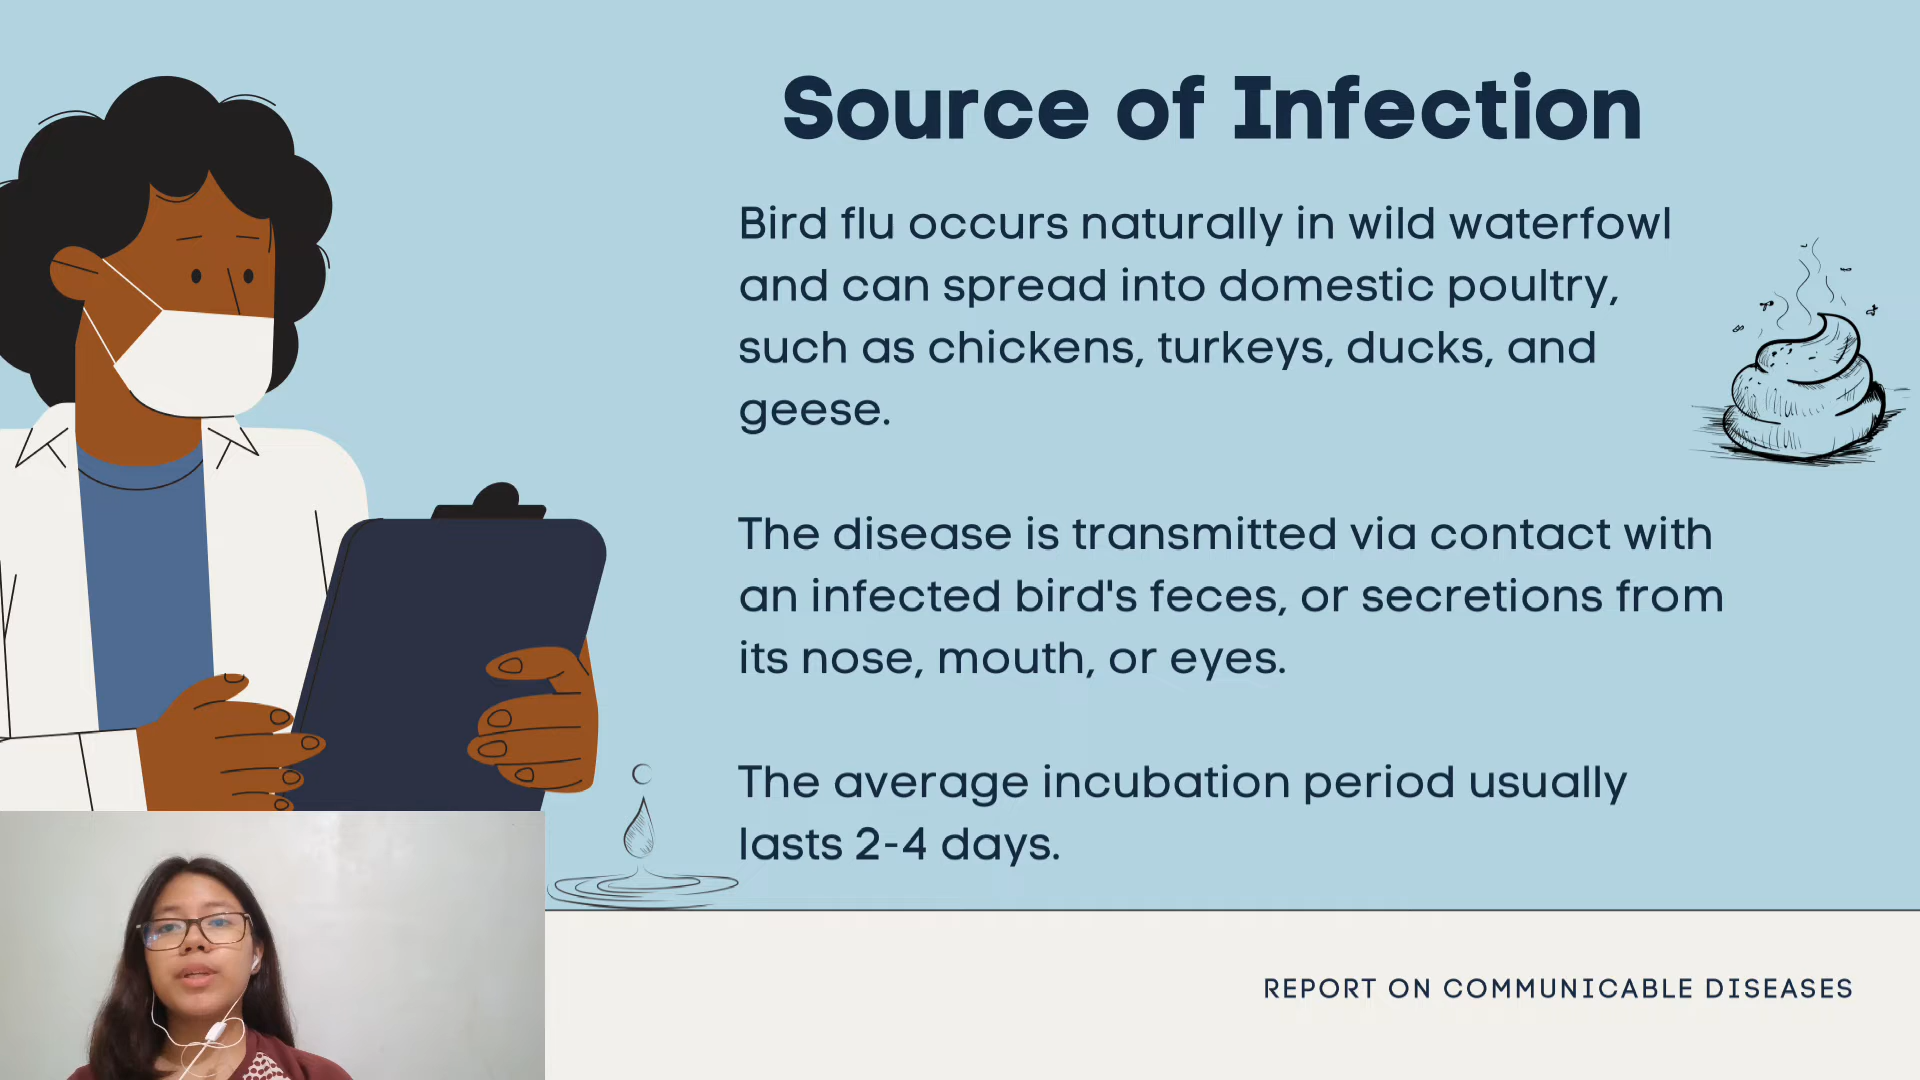 Source of Infection
Bird flu occurs naturally in wild waterfowl
and can spread into domestic poultry,
such as chickens, turkeys, ducks, and
geese.
The disease is transmitted via contact with
an infected bird's feces, or secretions from
its nose, mouth, or eyes.
The average incubation period usually
lasts 2-4 days.
REPORT ON COMMUNICABLE DISEASES